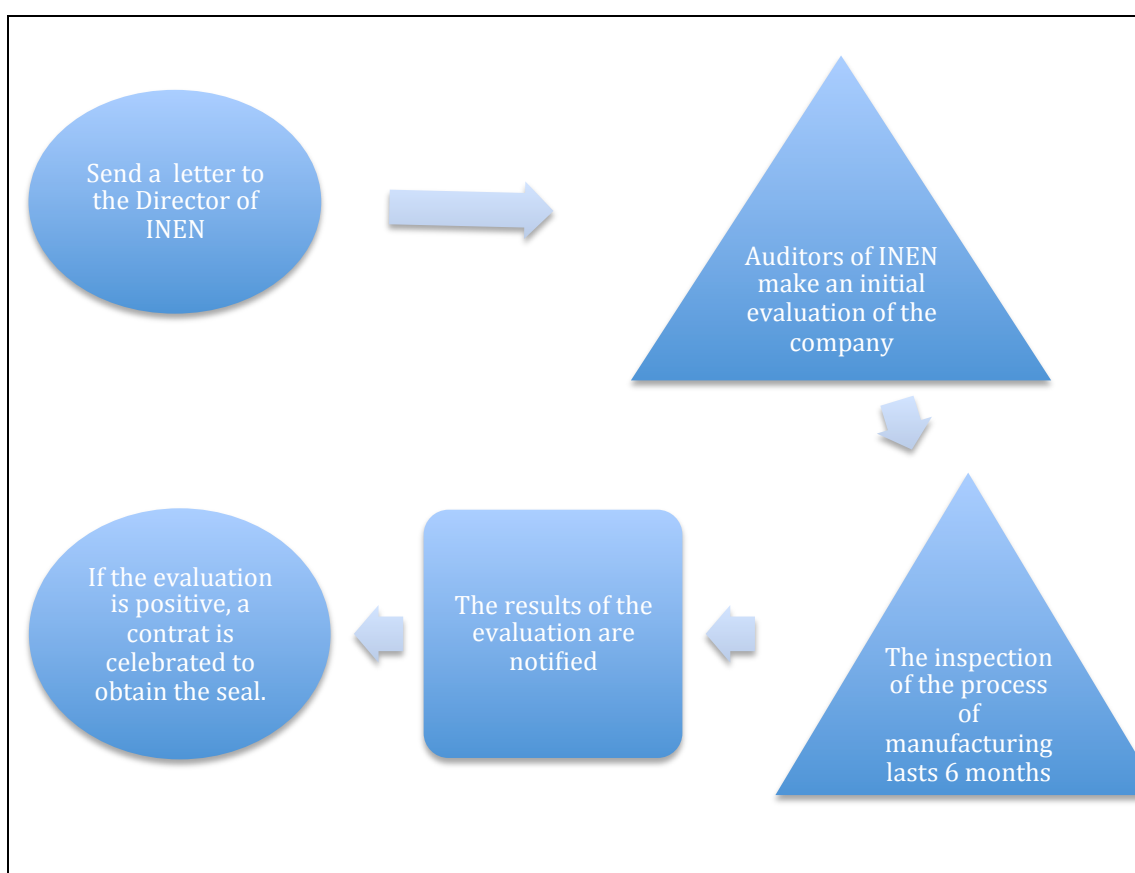 Send a letter to
the Director of
INEN
Auditors of INEN
make an initial
evaluation of the
company
The inspection
of the process
of
manufacturing
lasts 6 months
The results of the
evaluation are
notified
If the evaluation
is positive, a
contrat is
celebrated to
obtain the seal.